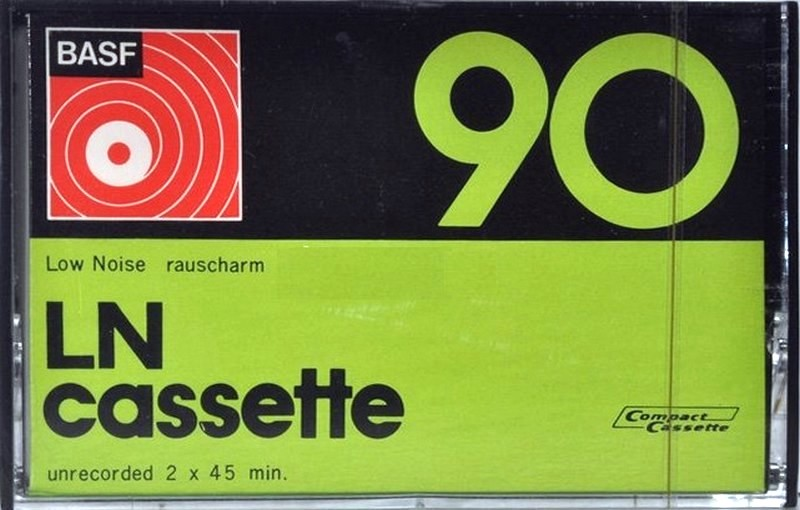 BASF
90
Low Noise rauscharm
LN
cassette
unrecorded 2 x 45 min.
Compact
Cassette